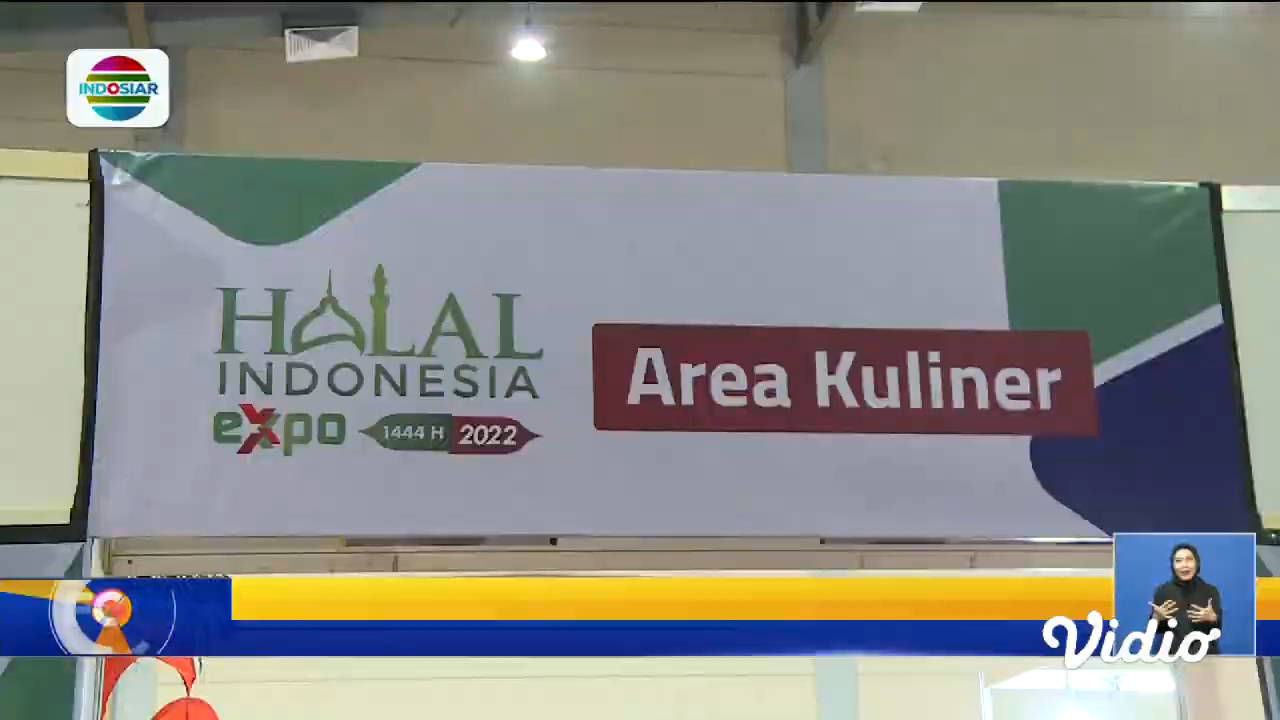 INDOSIAR
HALAL
INDONESIA
eXpo 1444 H 2022
Area Kuliner
Vidio